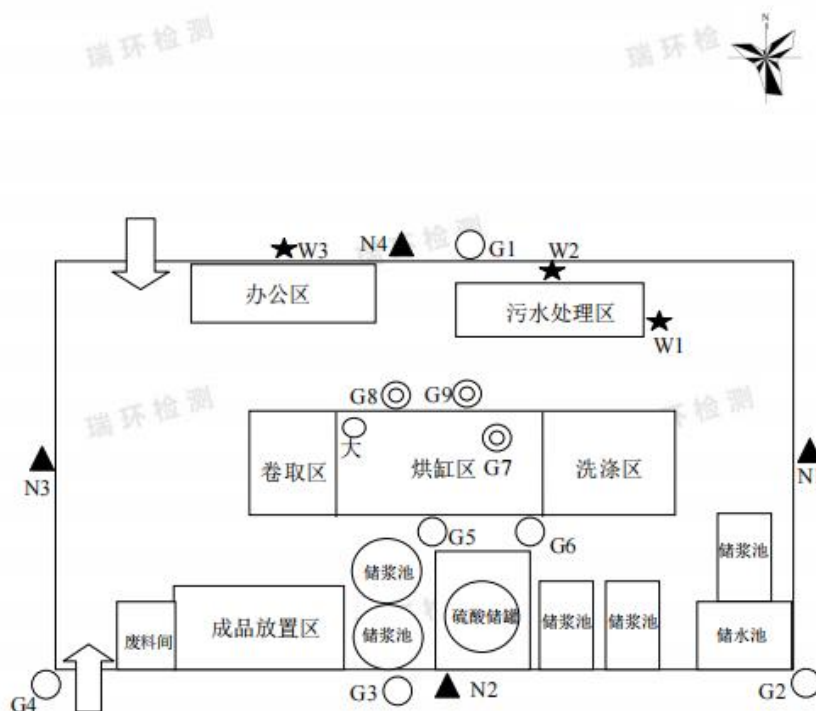 瑞环检测
瑞环检
N
瑞环检测
W3
N4
G1
W2
办公区
污水处理区
W1
G8
G9
瑞环检测
检测
卷取区
大
烘缸区
G7
洗涤区
N3
G5
G6
储浆池
储浆池
硫酸储罐
储浆池
储浆池
废料间
成品放置区
储浆池
储水池
G4
G3
N2
G2